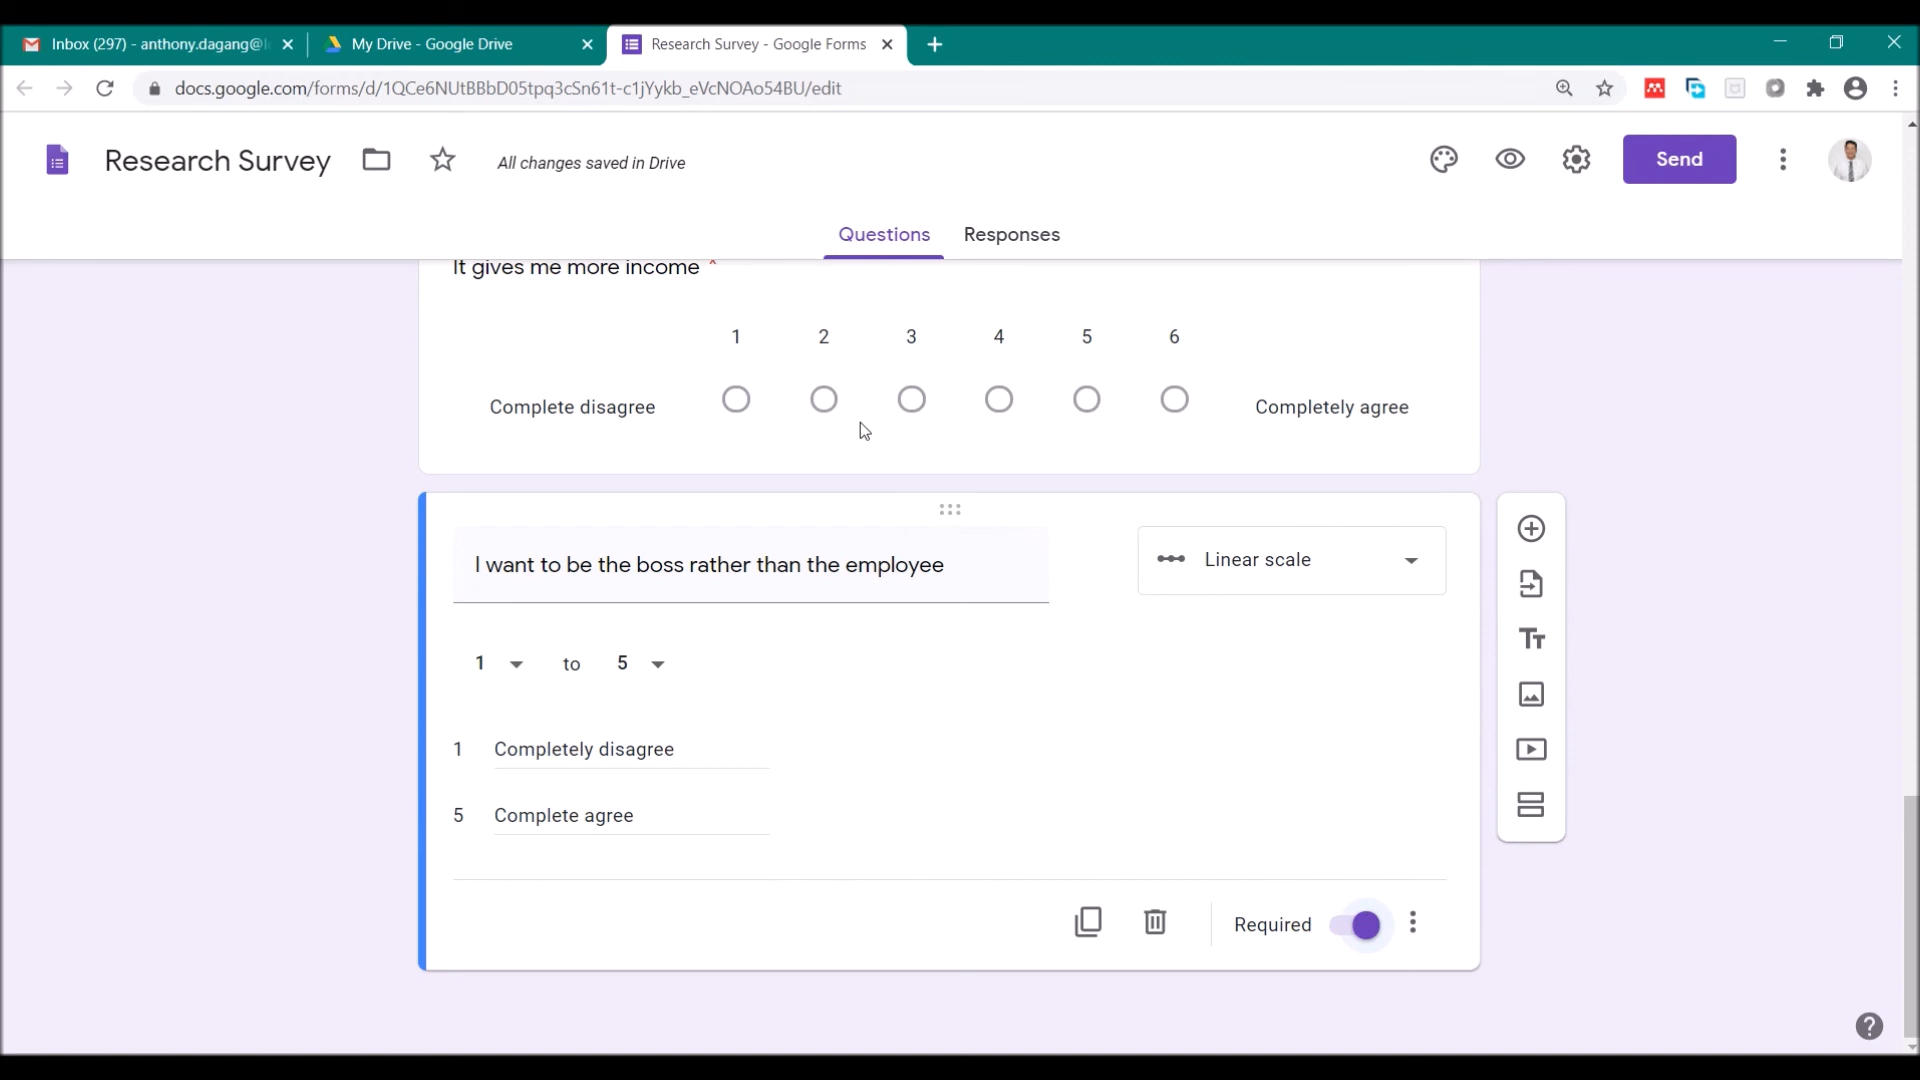 Inbox (297) - anthony.dagang@l
My Drive - Google Drive
Research Survey - Google Forms
docs.google.com/forms/d/1QCe6NUtBBbD05tpq3cSn61t-c1jYykb_eVcNOAo54BU/edit
Research Survey
All changes saved in Drive
Send
Questions Responses
It gives me more income *
1 2 3 4 5 6
Complete disagree
Completely agree
I want to be the boss rather than the employee
Linear scale
1 to 5
1 Completely disagree
5 Complete agree
Required